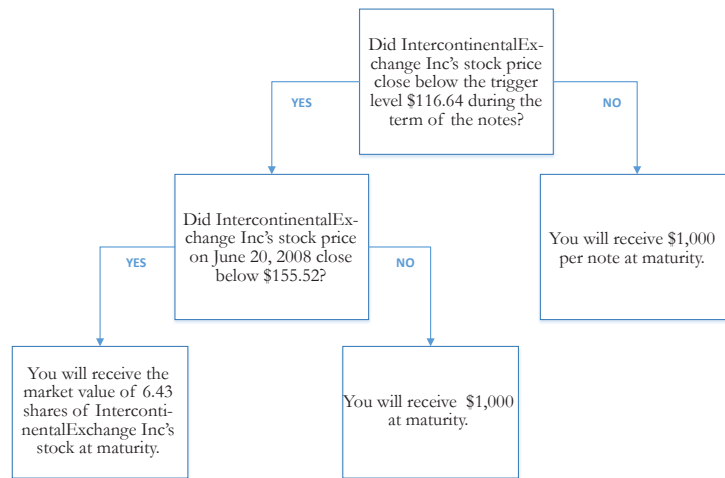 Did IntercontinentalEx-
change Inc's stock price
close below the trigger
level $116.64 during the
term of the notes?
YES
NO
Did IntercontinentalEx-
change Inc's stock price
on June 20, 2008 close
below $155.52?
You will receive $1,000
per note at maturity.
YES
NO
You will receive the
market value of 6.43
shares of Interconti-
nentalExchange Inc's
stock at maturity.
You will receive $1,000
at maturity.